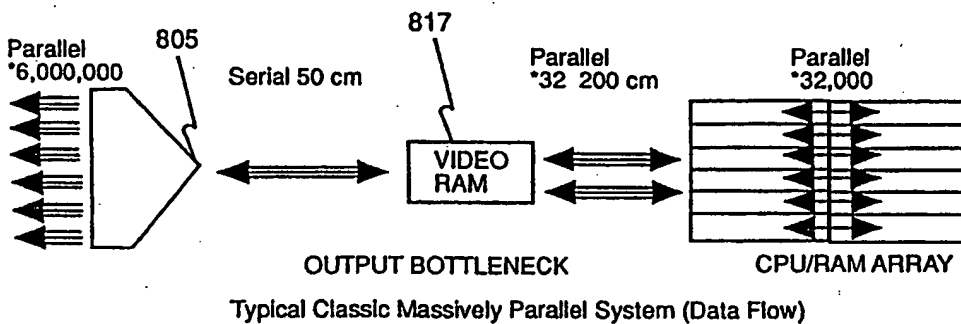 805
817
Parallel
*6,000,000
Serial 50 cm
Parallel
*32 200 cm
Parallel
*32,000
VIDEO
RAM
OUTPUT BOTTLENECK
CPU/RAM ARRAY
Typical Classic Massively Parallel System (Data Flow)